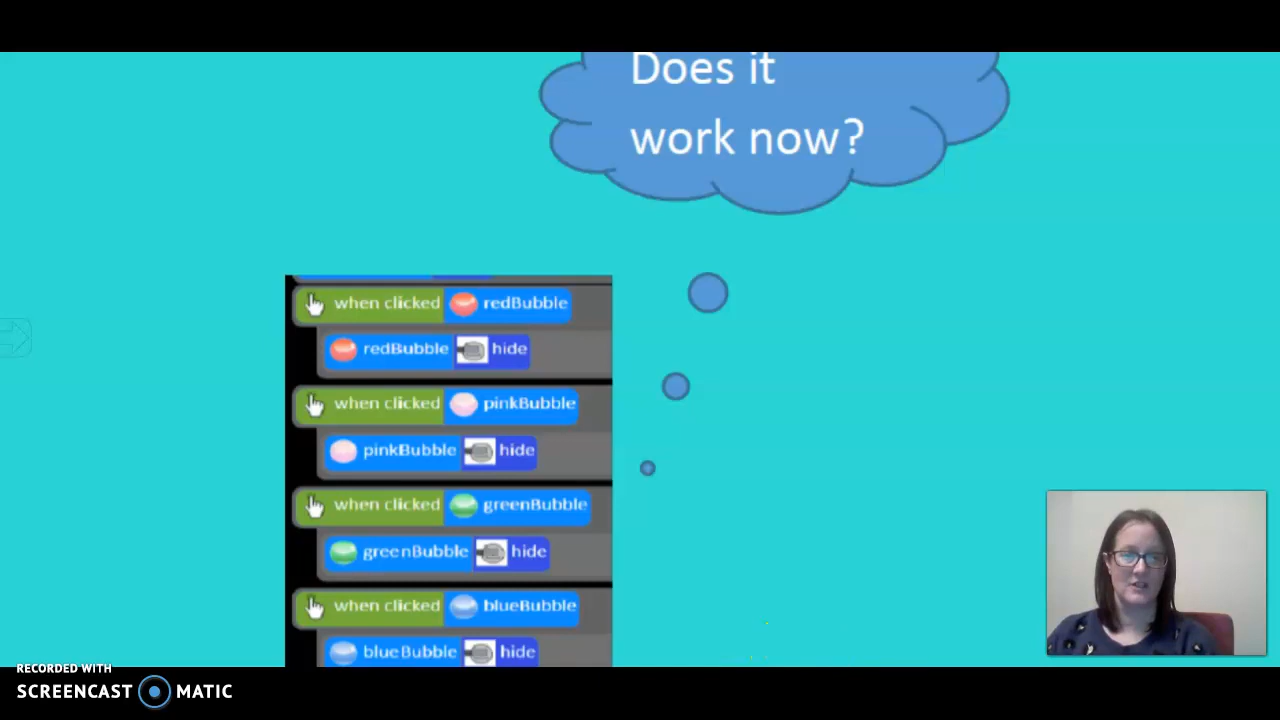 Does it
work now?
when clicked redBubble
redBubble hide
when clicked pinkBubble
pinkBubble hide
when clicked greenBubble
greenBubble hide
when clicked blueBubble
blueBubble hide
RECORDED WITH
SCREENCAST MATIC